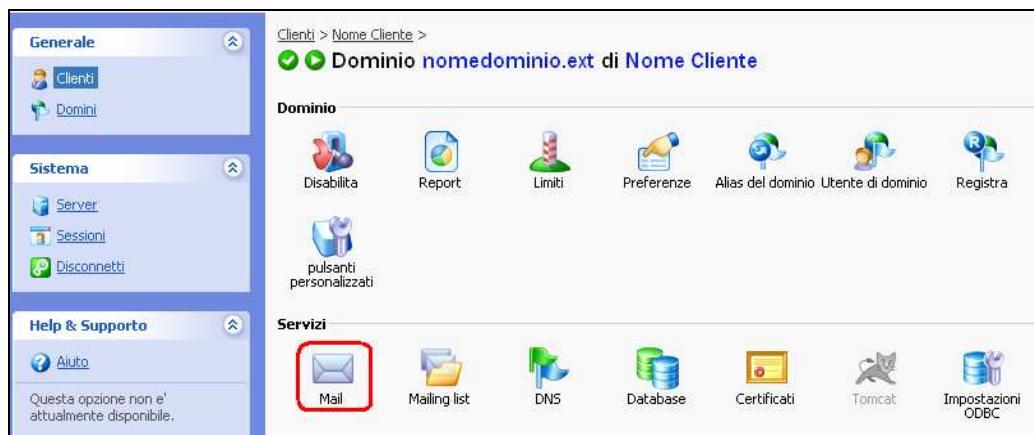 Generale
Clienti
Domini
Sistema
Server
Sessioni
Disconnetti
Help & Supporto
Aiuto
Questa opzione non e'
attualmente disponibile.
Clienti > Nome Cliente >
Dominio nomedominio.ext di Nome Cliente
Dominio
Disabilita Report Limiti Preferenze Alias del dominio Utente di dominio Registra
pulsanti
personalizzati
Servizi
Mail Mailing list DNS Database Certificati Tomcat Impostazioni
ODBC